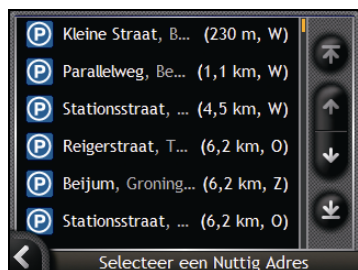 P Kleine Straat, B... (230 m, W)
P Parallelweg, Be... (1,1 km, W)
P Stationsstraat, ... (4,5 km, W)
P Reigerstraat, T... (6,2 km, O)
P Beijum, Groning... (6,2 km, Z)
P Stationsstraat, ... (6,2 km, O)
Selecteer een Nuttig Adres